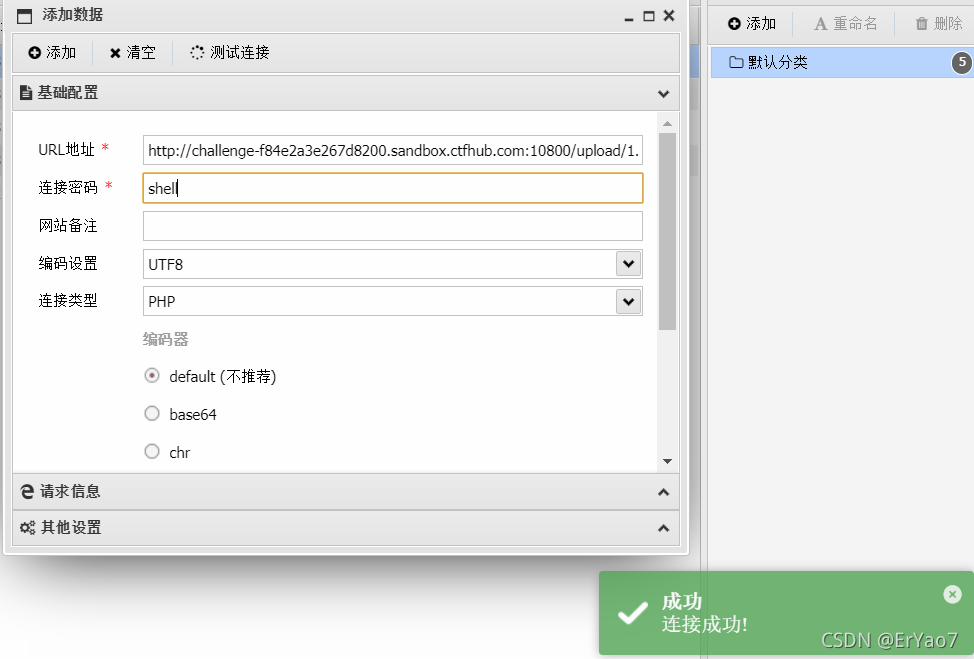 添加数据
添加 清空 测试连接
基础配置
URL地址 * http://challenge-f84e2a3e267d8200.sandbox.ctfhub.com:10800/upload/1.
连接密码 * shell
网站备注
编码设置 UTF8
连接类型 PHP
编码器
default (不推荐)
base64
chr
请求信息
其他设置
添加 重命名 删除
默认分类 5
成功
连接成功!
CSDN @ErYao7